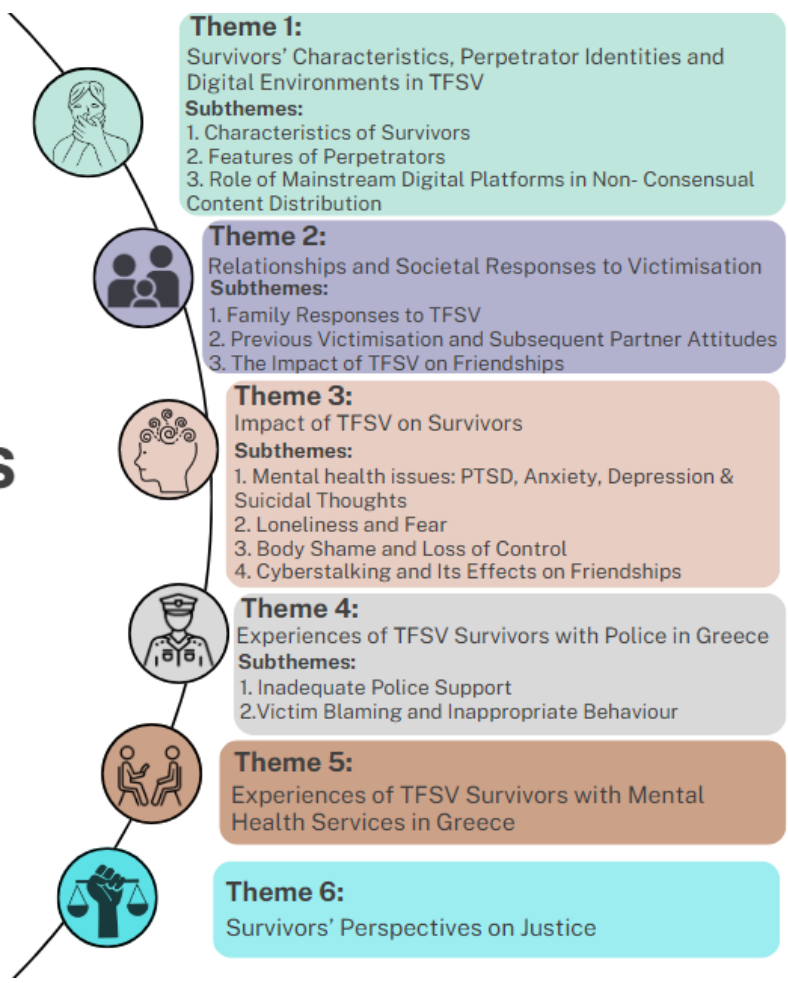 Theme 1:
Survivors' Characteristics, Perpetrator Identities and
Digital Environments in TFSV
Subthemes:
1. Characteristics of Survivors
2. Features of Perpetrators
3. Role of Mainstream Digital Platforms in Non- Consensual
Content Distribution
Theme 2:
Relationships and Societal Responses to Victimisation
Subthemes:
1. Family Responses to TFSV
2. Previous Victimisation and Subsequent Partner Attitudes
3. The Impact of TFSV on Friendships
Theme 3:
Impact of TFSV on Survivors
Subthemes:
1. Mental health issues: PTSD, Anxiety, Depression &
Suicidal Thoughts
2. Loneliness and Fear
3. Body Shame and Loss of Control
4. Cyberstalking and Its Effects on Friendships
s
Theme 4:
Experiences of TFSV Survivors with Police in Greece
Subthemes:
1. Inadequate Police Support
2.Victim Blaming and Inappropriate Behaviour
Theme 5:
Experiences of TFSV Survivors with Mental
Health Services in Greece
Theme 6:
Survivors' Perspectives on Justice